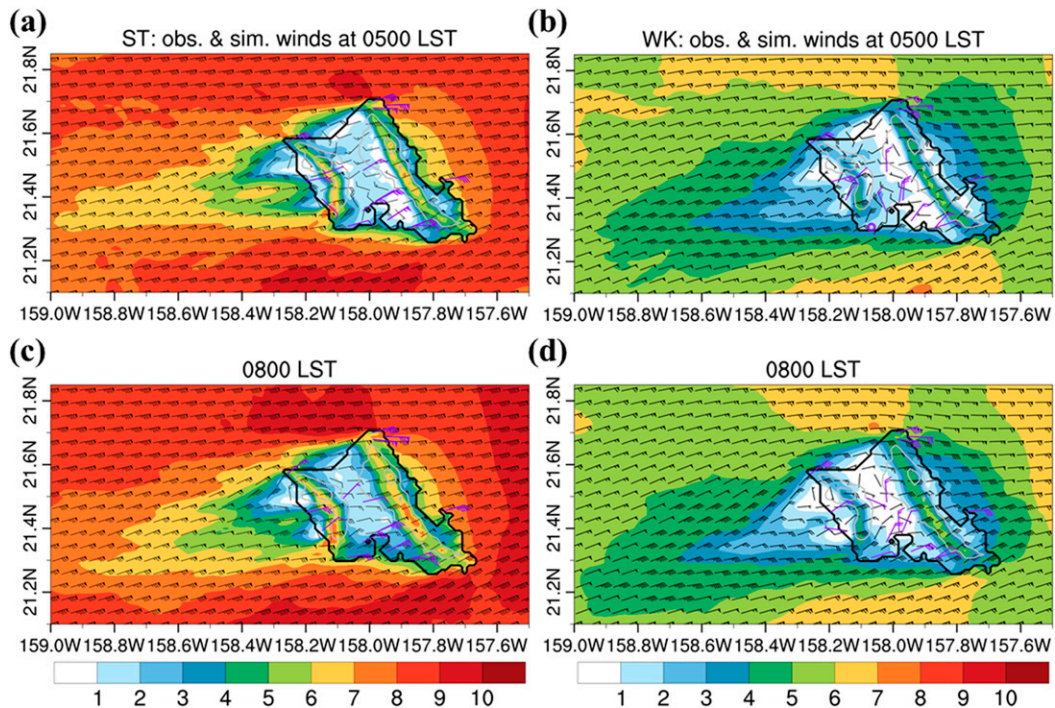 (a) ST: obs. & sim. winds at 0500 LST
21.8N
21.6N
21.4N
21.2N
159.0W 158.8W 158.6W 158.4W 158.2W 158.0W 157.8W 157.6W
(b) WK: obs. & sim. winds at 0500 LST
21.8N
21.6N
21.4N
21.2N
159.0W 158.8W 158.6W 158.4W 158.2W 158.0W 157.8W 157.6W
(c) 0800 LST
21.8N
21.6N
21.4N
21.2N
159.0W 158.8W 158.6W 158.4W 158.2W 158.0W 157.8W 157.6W
(d) 0800 LST
21.8N
21.6N
21.4N
21.2N
159.0W 158.8W 158.6W 158.4W 158.2W 158.0W 157.8W 157.6W
1 2 3 4 5 6 7 8 9 10
1 2 3 4 5 6 7 8 9 10